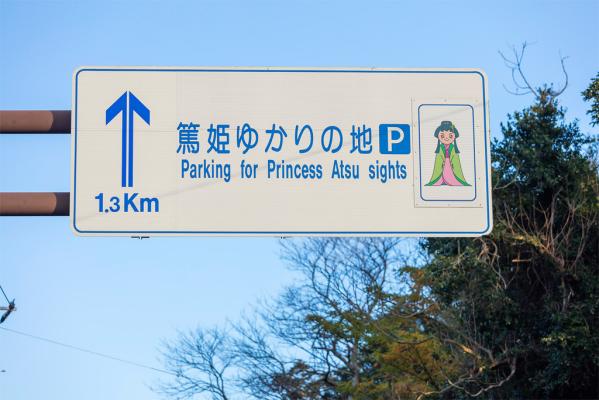 篤姫ゆかりの地 P
Parking for Princess Atsu sights
1.3Km